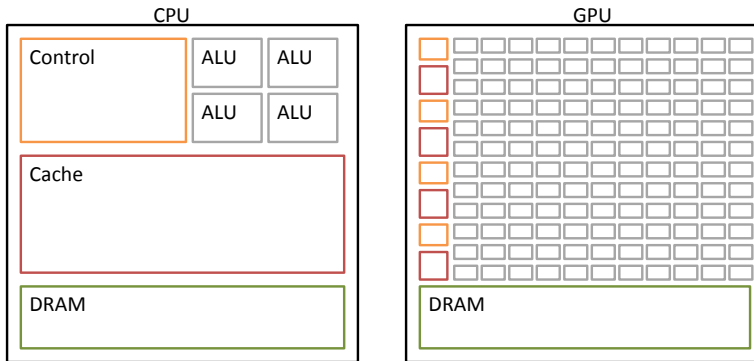 CPU
Control
ALU ALU
ALU ALU
Cache
DRAM
GPU
DRAM